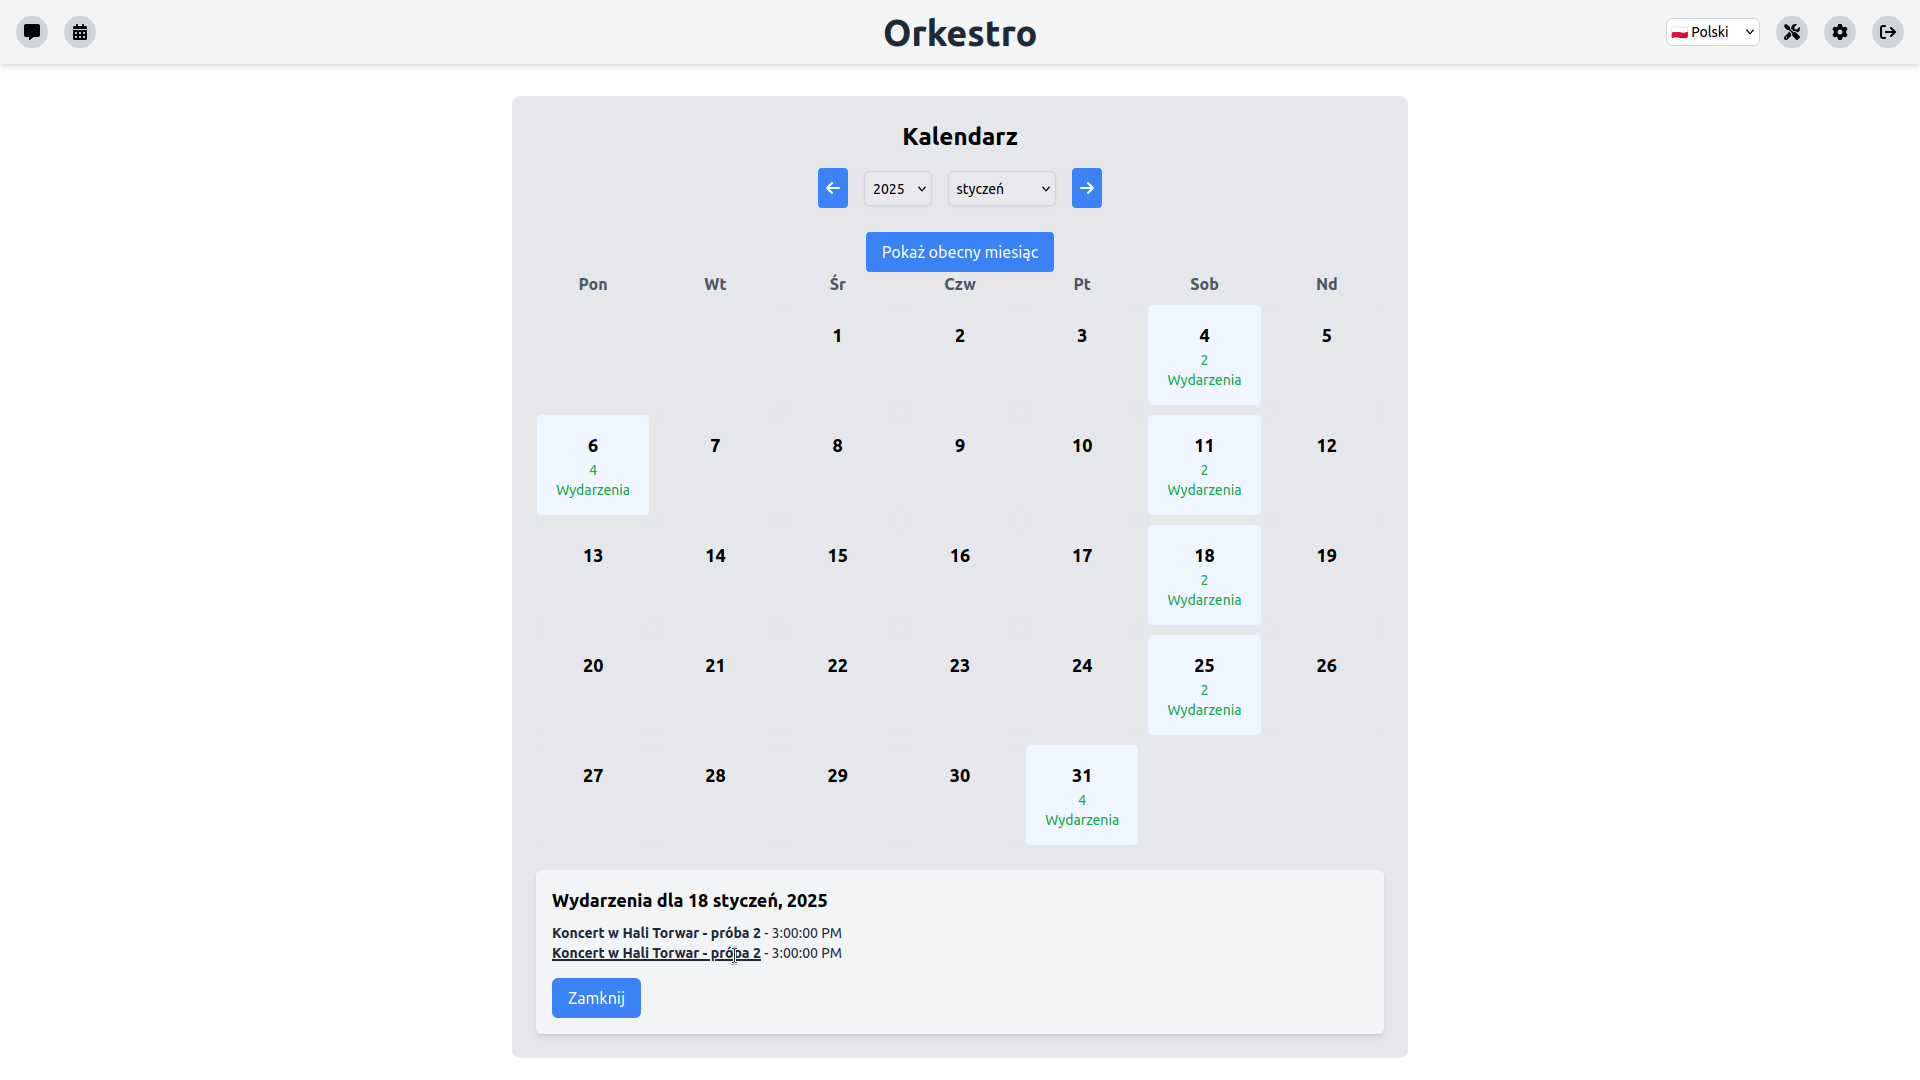 Orkestro
Polski
Kalendarz
2025 styczeń
Pokaż obecny miesiąc
Pon Wt Śr Czw Pt Sob Nd
1 2 3 4 5
2
Wydarzenia
6 7 8 9 10 11 12
4 2
Wydarzenia Wydarzenia
13 14 15 16 17 18 19
2
Wydarzenia
20 21 22 23 24 25 26
2
Wydarzenia
27 28 29 30 31
4
Wydarzenia
Wydarzenia dla 18 styczeń, 2025
Koncert w Hali Torwar - próba 2 - 3:00:00 PM
Koncert w Hali Torwar - próba 2 - 3:00:00 PM
Zamknij